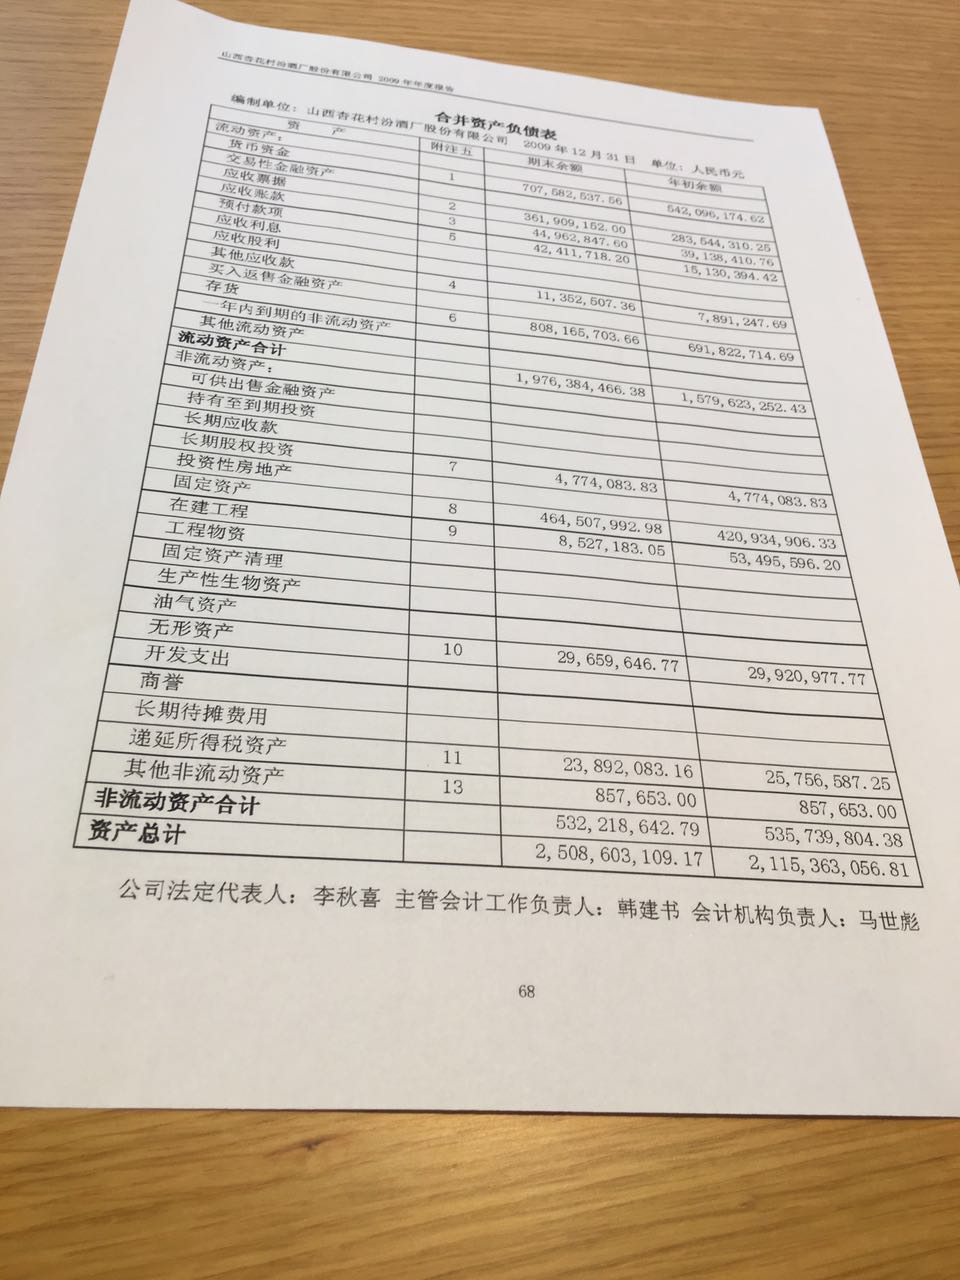 山西杏花村汾酒厂股份有限公司 2009 年年度报告
合并资产负债表
编制单位：山西杏花村汾酒厂股份有限公司 2009 年 12 月 31 日 单位：人民币元
资 产 附注五 期末余额 年初余额
流动资产：
货币资金 1 707,582,537.56 542,096,174.62
交易性金融资产
应收票据 2 361,909,152.00 283,544,310.25
应收账款 3 44,962,847.60 39,138,410.76
预付款项 5 42,411,718.20 15,130,394.42
应收利息
应收股利
其他应收款 4 11,352,507.36 7,891,247.69
买入返售金融资产
存货 6 808,165,703.66 691,822,714.69
一年内到期的非流动资产
其他流动资产
流动资产合计 1,976,384,466.38 1,579,623,252.43
非流动资产：
可供出售金融资产
持有至到期投资
长期应收款
长期股权投资 7 4,774,083.83 4,774,083.83
投资性房地产
固定资产 8 464,507,992.98 420,934,906.33
在建工程 9 8,527,183.05 53,495,596.20
工程物资
固定资产清理
生产性生物资产
油气资产
无形资产 10 29,659,646.77 29,920,977.77
开发支出
商誉
长期待摊费用 11 23,892,083.16 25,756,587.25
递延所得税资产 13 857,653.00 857,653.00
其他非流动资产
非流动资产合计 532,218,642.79 535,739,804.38
资产总计 2,508,603,109.17 2,115,363,056.81
公司法定代表人：李秋喜 主管会计工作负责人：韩建书 会计机构负责人：马世彪
68